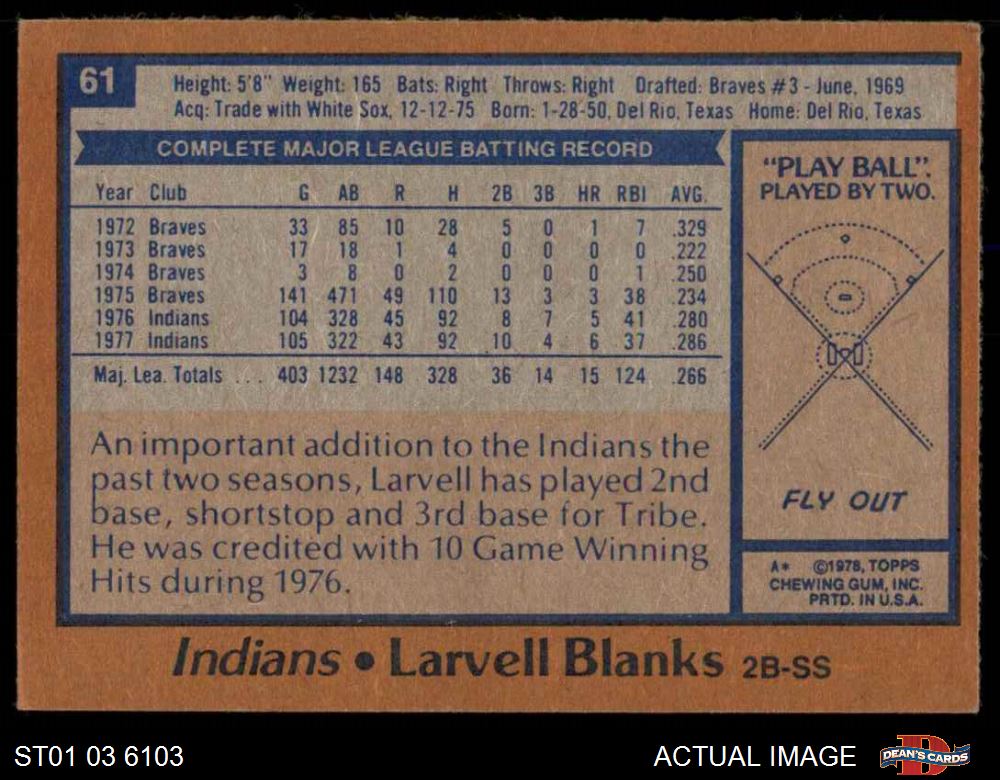 61
Height: 5'8" Weight: 165 Bats: Right Throws: Right Drafted: Braves #3 - June, 1969
Acq: Trade with White Sox, 12-12-75 Born: 1-28-50, Del Rio, Texas Home: Del Rio, Texas
COMPLETE MAJOR LEAGUE BATTING RECORD
Year Club G AB R H 2B 3B HR RBI AVG.
1972 Braves 33 85 10 28 5 0 1 7 .329
1973 Braves 17 18 1 4 0 0 0 0 .222
1974 Braves 3 8 0 2 0 0 0 1 .250
1975 Braves 141 471 49 110 13 3 3 38 .234
1976 Indians 104 328 45 92 8 7 5 41 .280
1977 Indians 105 322 43 92 10 4 6 37 .286
Maj. Lea. Totals ... 403 1232 148 328 36 14 15 124 .266
An important addition to the Indians the
past two seasons, Larvell has played 2nd
base, shortstop and 3rd base for Tribe.
He was credited with 10 Game Winning
Hits during 1976.
"PLAY BALL".
PLAYED BY TWO.
FLY OUT
A* ©1978, TOPPS
CHEWING GUM, INC.
PRTD. IN U.S.A.
Indians • Larvell Blanks 2B-SS
ST01 03 6103
ACTUAL IMAGE
DEAN'S CARDS